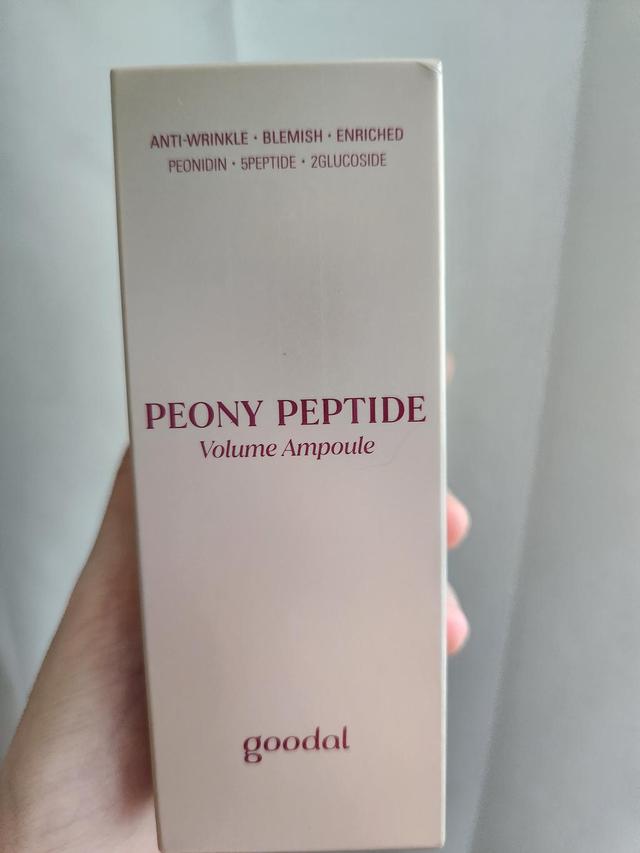 ANTI-WRINKLE · BLEMISH · ENRICHED
PEONIDIN · 5PEPTIDE · 2GLUCOSIDE
PEONY PEPTIDE
Volume Ampoule
goodal